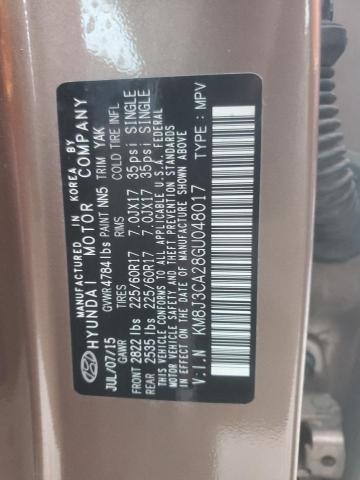 MANUFACTURED IN KOREA BY
HYUNDAI MOTOR COMPANY
JUL/07/15 GVWR 4784 lbs PAINT NN5 TRIM YAK
GAWR TIRES RIMS COLD TIRE INFL
FRONT 2822 lbs 225/60R17 7.0JX17 35psi SINGLE
REAR 2535 lbs 225/60R17 7.0JX17 35psi SINGLE
THIS VEHICLE CONFORMS TO ALL APPLICABLE U.S.A. FEDERAL
MOTOR VEHICLE SAFETY, BUMPER, AND THEFT PREVENTION STANDARDS
IN EFFECT ON THE DATE OF MANUFACTURE SHOWN ABOVE.
V.I.N: KM8J3CA28GU048017 TYPE: MPV